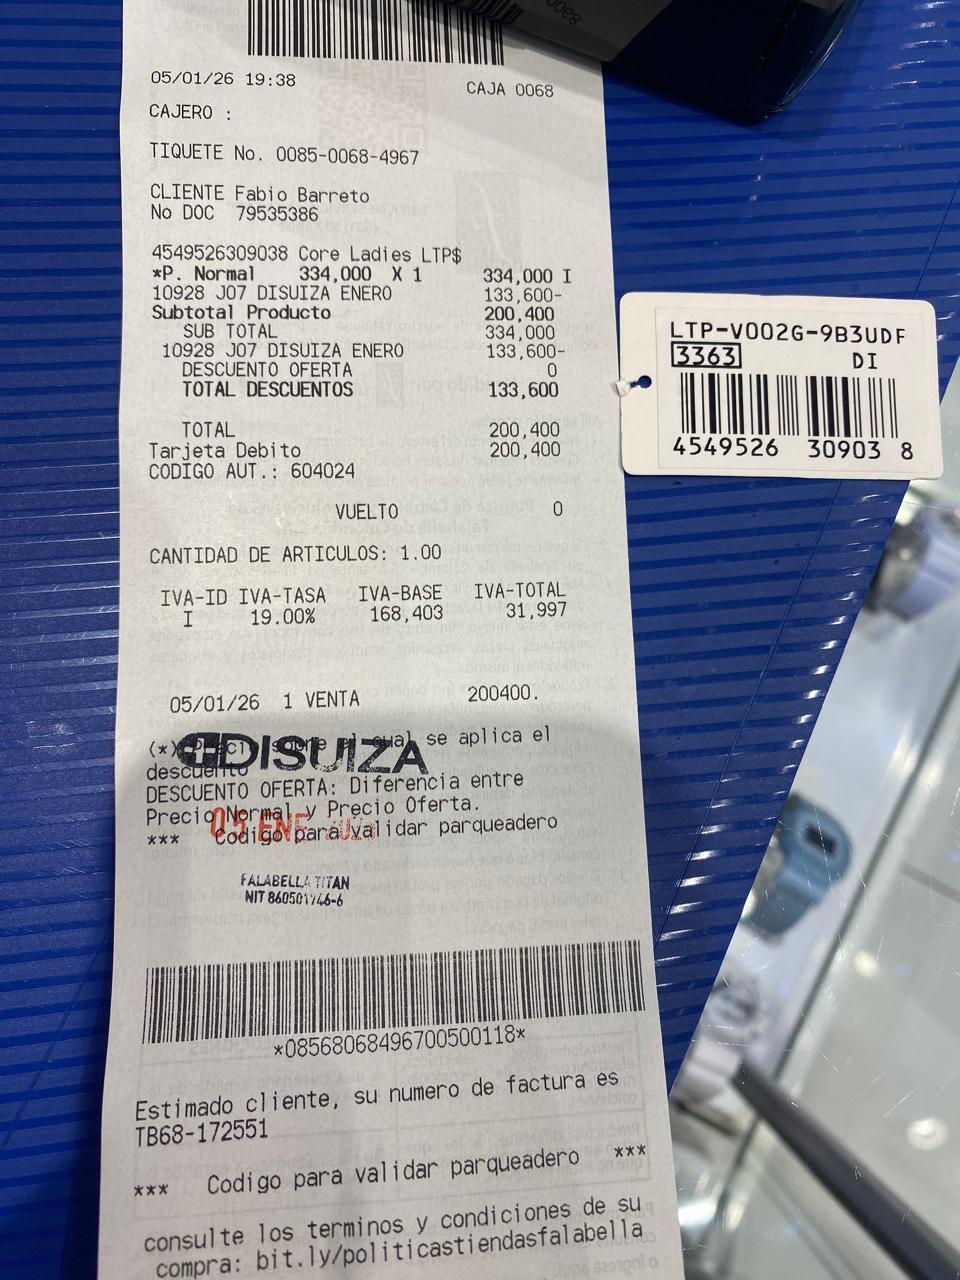 05/01/26 19:38 CAJA 0068
CAJERO :
TIQUETE No. 0085-0068-4967
CLIENTE Fabio Barreto
No DOC 79535386
4549526309038 Core Ladies LTP$
*P. Normal 334,000 X 1 334,000 I
10928 J07 DISUIZA ENERO 133,600-
Subtotal Producto 200,400
SUB TOTAL 334,000
10928 J07 DISUIZA ENERO 133,600-
DESCUENTO OFERTA 0
TOTAL DESCUENTOS 133,600
TOTAL 200,400
Tarjeta Debito 200,400
CODIGO AUT.: 604024
VUELTO 0
CANTIDAD DE ARTICULOS: 1.00
IVA-ID IVA-TASA IVA-BASE IVA-TOTAL
I 19.00% 168,403 31,997
05/01/26 1 VENTA 200400.
(*) se aplica el
DISUIZA
descuento
DESCUENTO OFERTA: Diferencia entre
Precio Normal y Precio Oferta.
05 ENE
*** Codigo para validar parqueadero
FALABELLA TITAN
NIT 860501746-6
*08568068496700500118*
Estimado cliente, su numero de factura es
TB68-172551
*** Codigo para validar parqueadero ***
consulte los terminos y condiciones de su
compra: bit.ly/politicastiendasfalabella
LTP-V002G-9B3UDF
3363 DI
4549526 30903 8